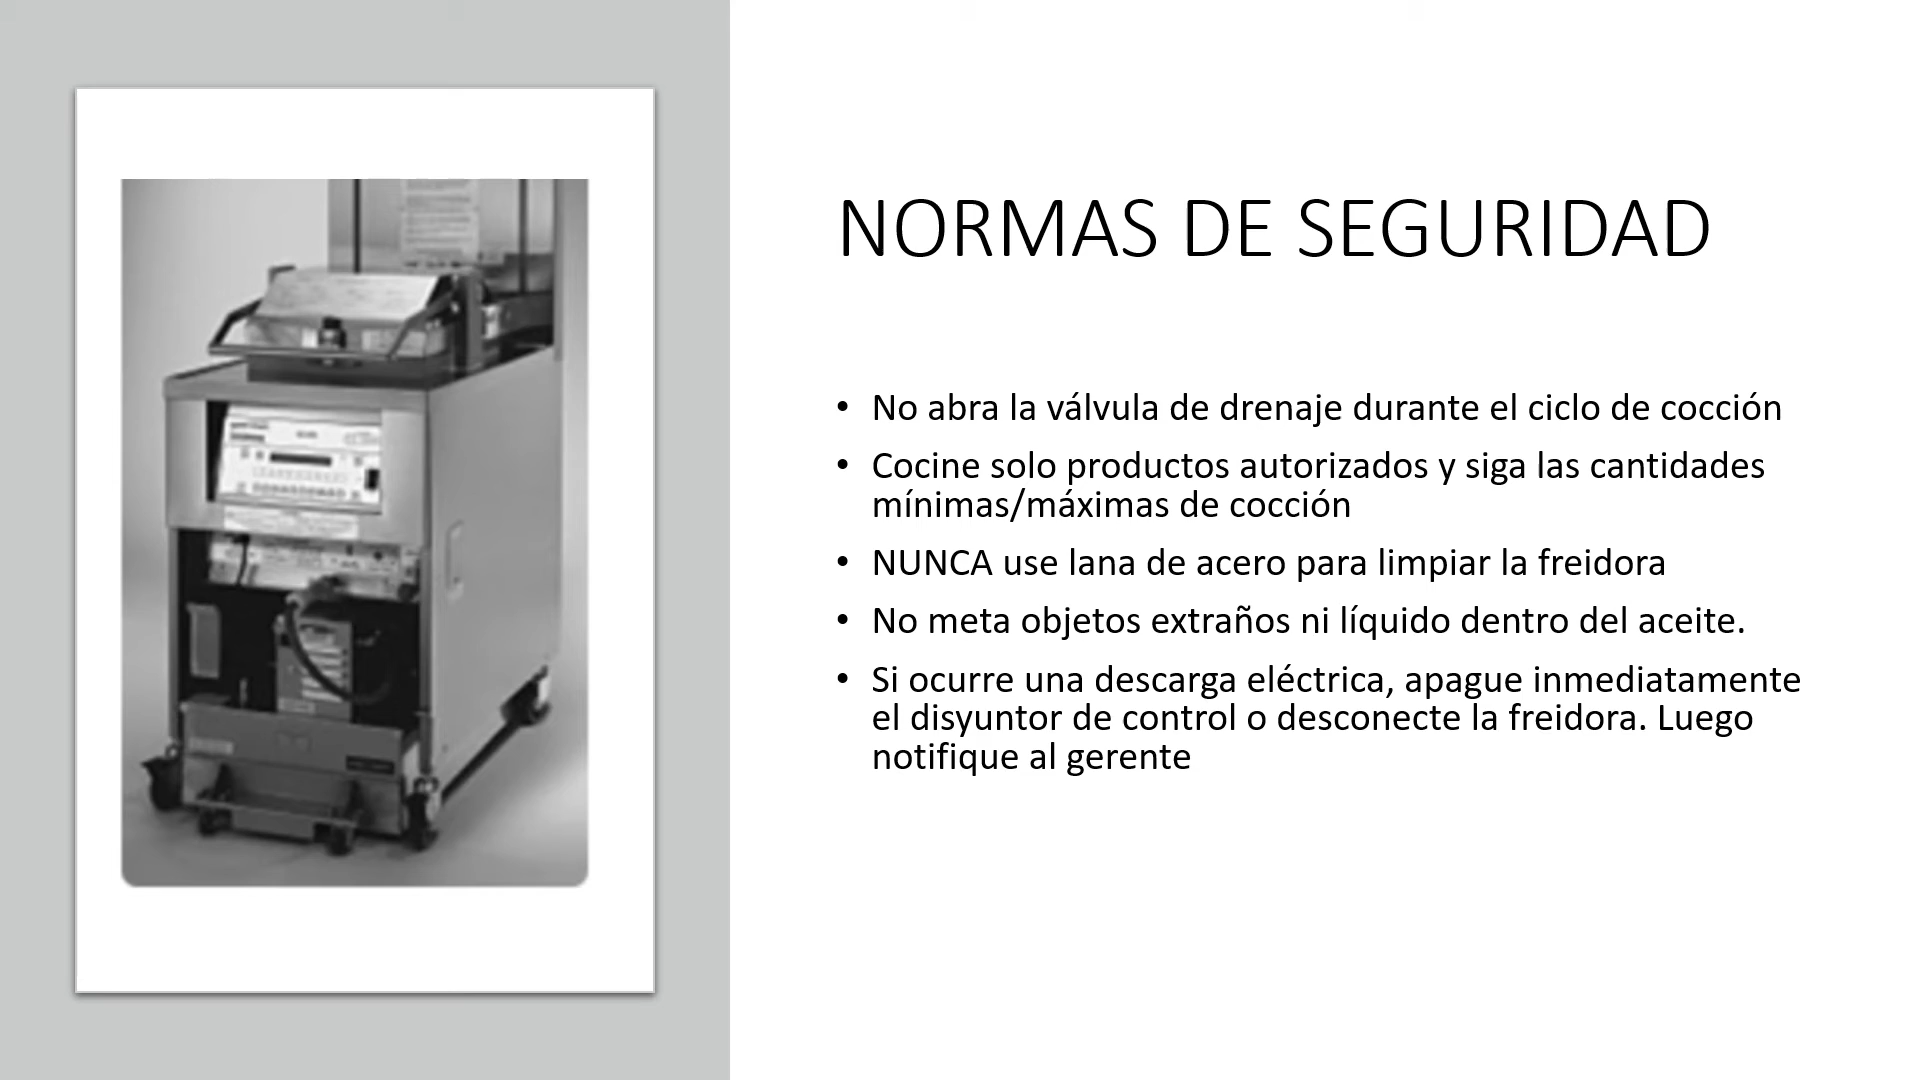 NORMAS DE SEGURIDAD
• No abra la válvula de drenaje durante el ciclo de cocción
• Cocine solo productos autorizados y siga las cantidades
mínimas/máximas de cocción
• NUNCA use lana de acero para limpiar la freidora
• No meta objetos extraños ni líquido dentro del aceite.
• Si ocurre una descarga eléctrica, apague inmediatamente
el disyuntor de control o desconecte la freidora. Luego
notifique al gerente